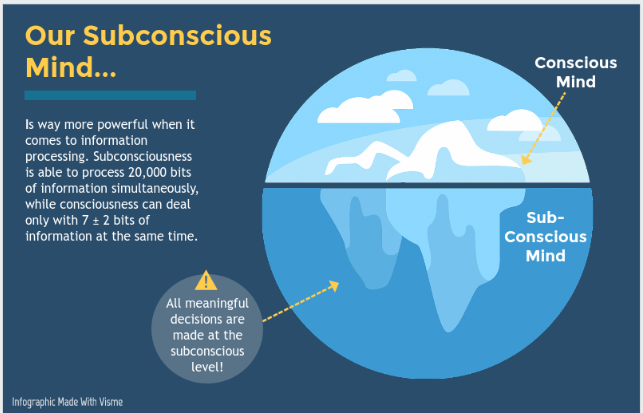 Our Subconscious
Mind...
Is way more powerful when it
comes to information
processing. Subconsciousness
is able to process 20,000 bits
of information simultaneously,
while consciousness can deal
only with 7 ± 2 bits of
information at the same time.
Conscious
Mind
Sub-
Conscious
Mind
!
All meaningful
decisions are
made at the
subconscious
level!
Infographic Made With Visme